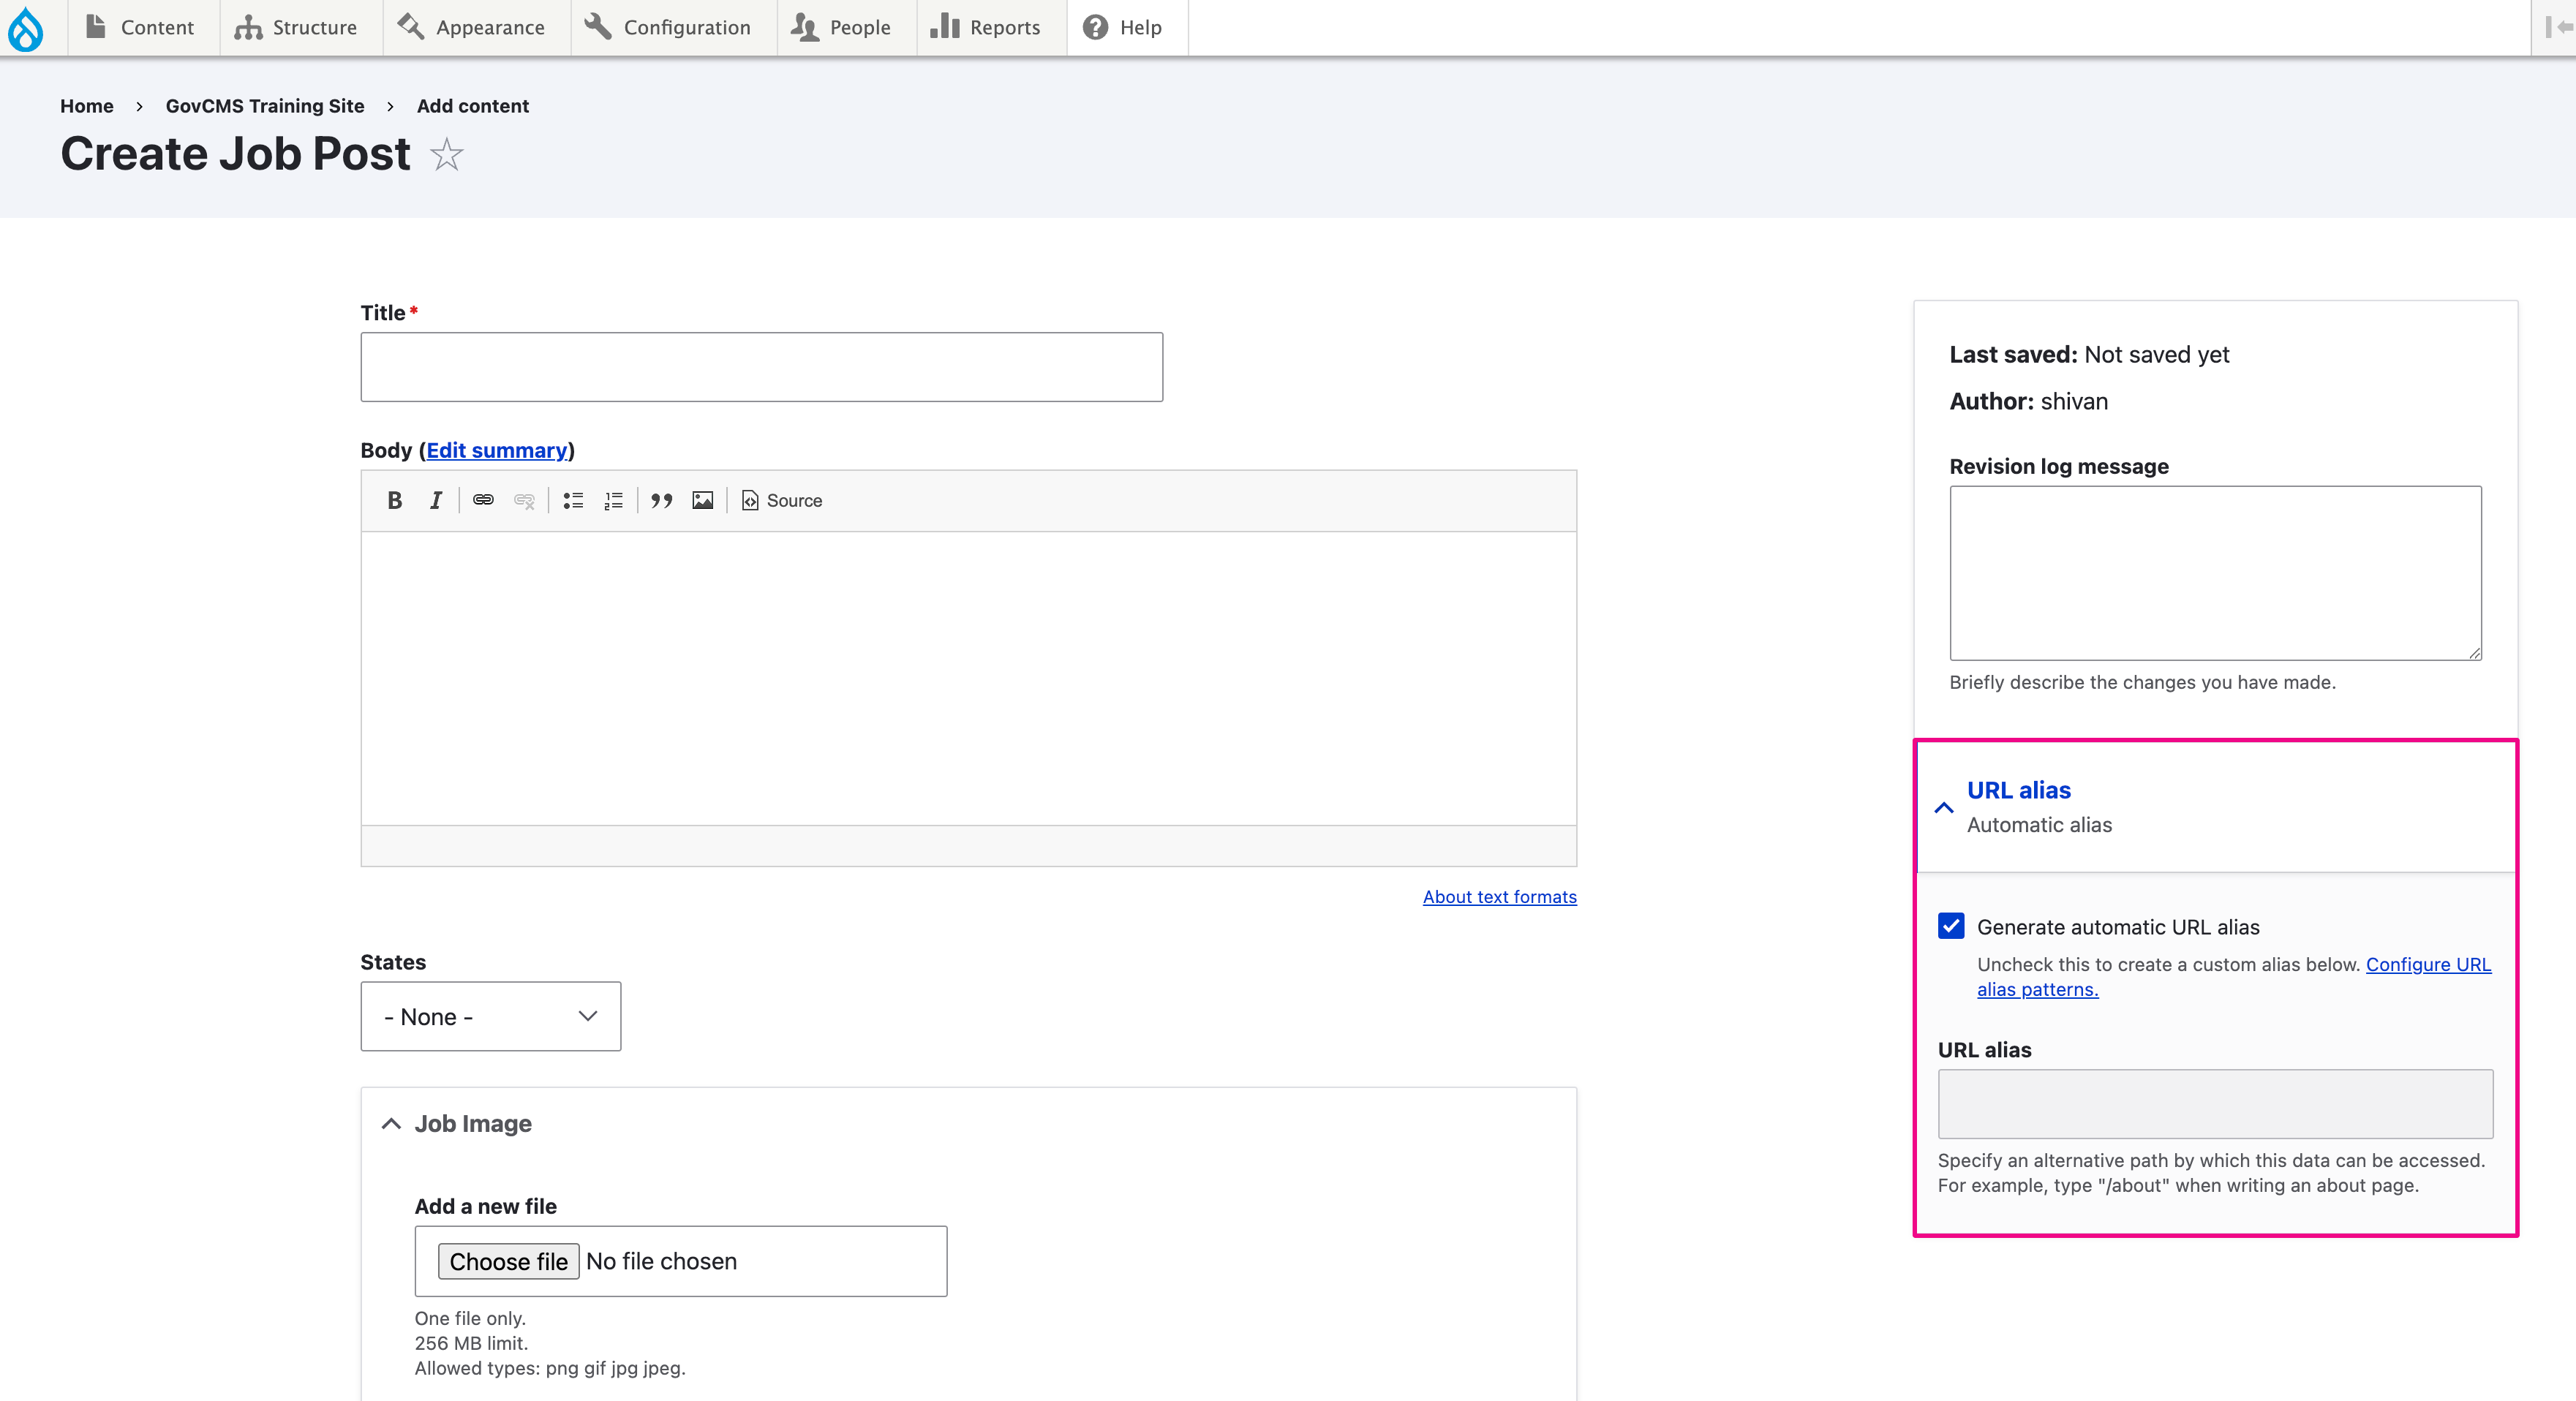 Content Structure Appearance Configuration People Reports Help
Home › GovCMS Training Site › Add content
Create Job Post
Title*
Body (Edit summary)
B I Source
About text formats
States
- None -
Job Image
Add a new file
Choose file No file chosen
One file only.
256 MB limit.
Allowed types: png gif jpg jpeg.
Last saved: Not saved yet
Author: shivan
Revision log message
Briefly describe the changes you have made.
URL alias
Automatic alias
Generate automatic URL alias
Uncheck this to create a custom alias below. Configure URL
alias patterns.
URL alias
Specify an alternative path by which this data can be accessed.
For example, type "/about" when writing an about page.